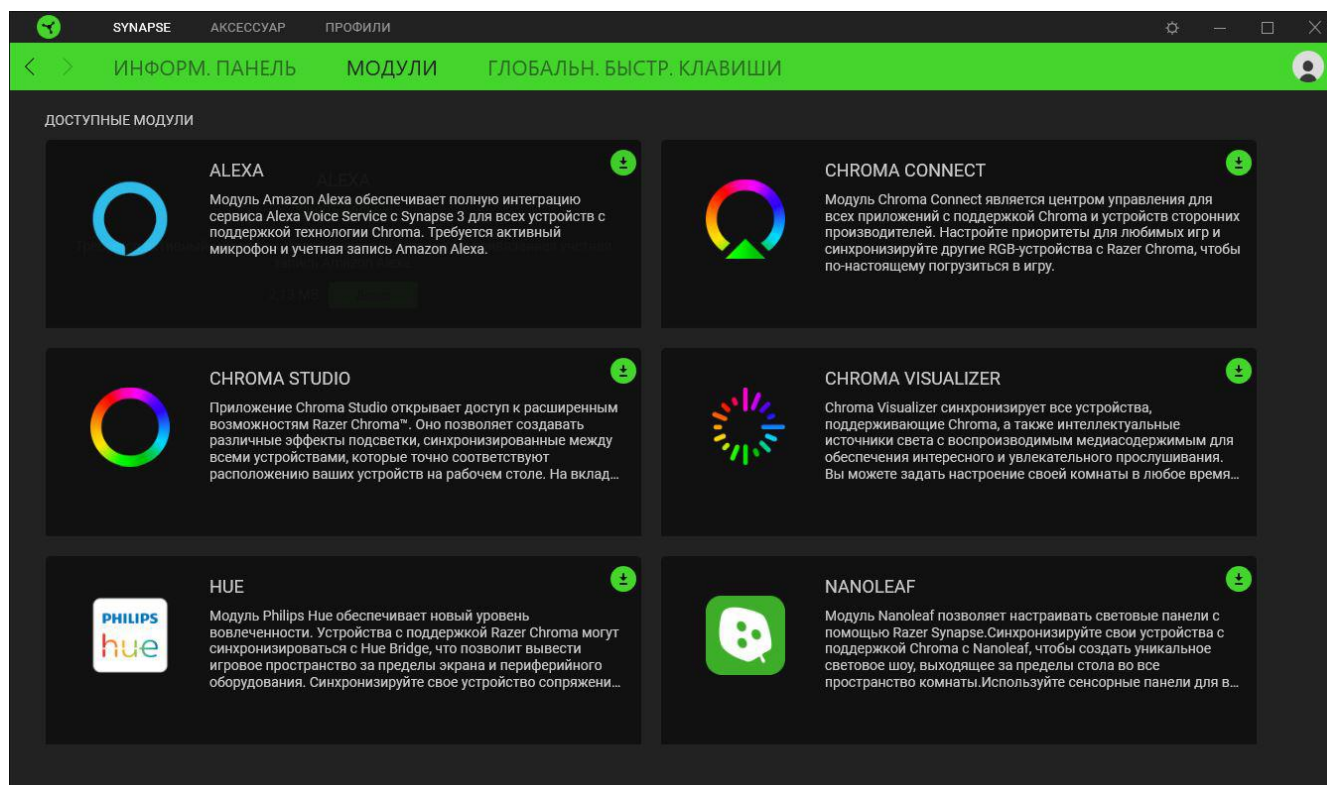 SYNAPSE АКСЕССУАР ПРОФИЛИ
ИНФОРМ. ПАНЕЛЬ МОДУЛИ ГЛОБАЛЬН. БЫСТР. КЛАВИШИ
ДОСТУПНЫЕ МОДУЛИ
ALEXA
ALEXA
Модуль Amazon Alexa обеспечивает полную интеграцию
сервиса Alexa Voice Service с Synapse 3 для всех устройств с
поддержкой технологии Chroma. Требуется активный
микрофон и учетная запись Amazon Alexa.
CHROMA CONNECT
Модуль Chroma Connect является центром управления для
всех приложений с поддержкой Chroma и устройств сторонних
производителей. Настройте приоритеты для любимых игр и
синхронизируйте другие RGB-устройства с Razer Chroma, чтобы
по-настоящему погрузиться в игру.
CHROMA STUDIO
Приложение Chroma Studio открывает доступ к расширенным
возможностям Razer Chroma™. Оно позволяет создавать
различные эффекты подсветки, синхронизированные между
всеми устройствами, которые точно соответствуют
расположению ваших устройств на рабочем столе. На вклад...
CHROMA VISUALIZER
Chroma Visualizer синхронизирует все устройства,
поддерживающие Chroma, а также интеллектуальные
источники света с воспроизводимым медиасодержимым для
обеспечения интересного и увлекательного прослушивания.
Вы можете задать настроение своей комнаты в любое время...
PHILIPS
hue
HUE
Модуль Philips Hue обеспечивает новый уровень
вовлеченности. Устройства с поддержкой Razer Chroma могут
синхронизироваться с Hue Bridge, что позволит вывести
игровое пространство за пределы экрана и периферийного
оборудования. Синхронизируйте свое устройство сопряжени...
NANOLEAF
Модуль Nanoleaf позволяет настраивать световые панели с
помощью Razer Synapse.Синхронизируйте свои устройства с
поддержкой Chroma с Nanoleaf, чтобы создать уникальное
световое шоу, выходящее за пределы стола во все
пространство комнаты.Используйте сенсорные панели для в...